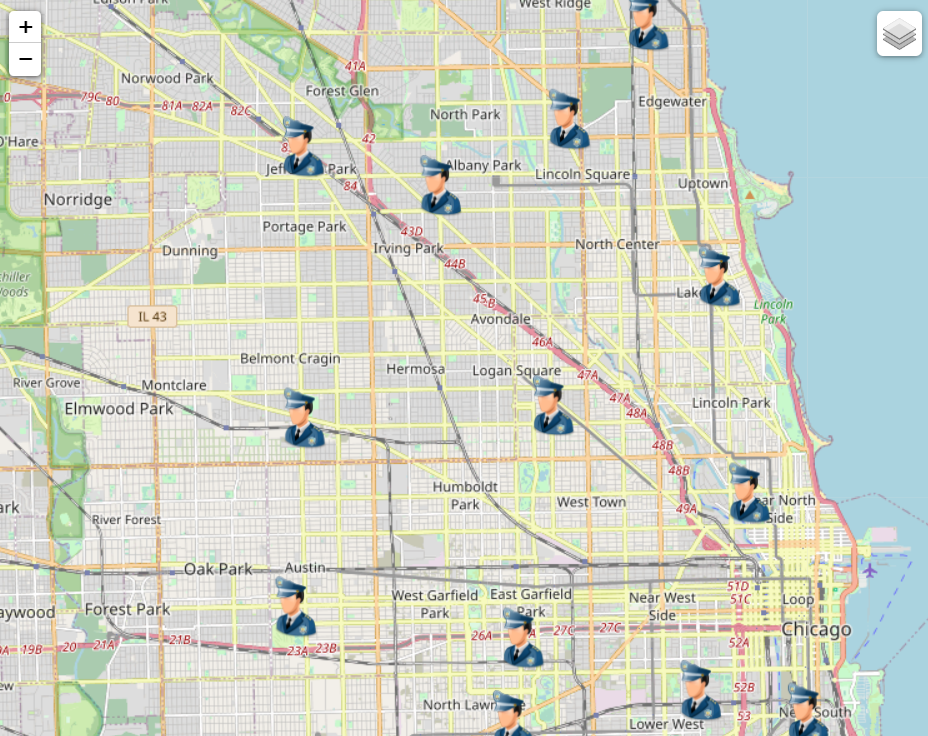 Edison Park
West Ridge
+
−
41A
Norwood Park
Forest Glen
0
79C-80
81A
82A
82C
Edgewater
North Park
O'Hare
42
Albany Park
Lincoln Square
84
Uptown
Norridge
Portage Park
43D
Dunning
Irving Park
North Center
44B
chiller
oods
45-B
Lincoln
Park
IL 43
Avondale
46A
Belmont Cragin
Hermosa
Logan Square
47A
River Grove
Montclare
47A
Elmwood Park
48A
Lincoln Park
48B
48B
Humboldt
Park
West Town
ark
49A
ar North
Side
River Forest
Oak Park
Austin
51D
51C
West Garfield
Park
East Garfield
Park
Near West
Side
Loop
aywood
Forest Park
Chicago
21B
26A
27C
27C
19B
20
21A
23A
23B
52A
ew
52B
North Law
e
53
Lower West
South